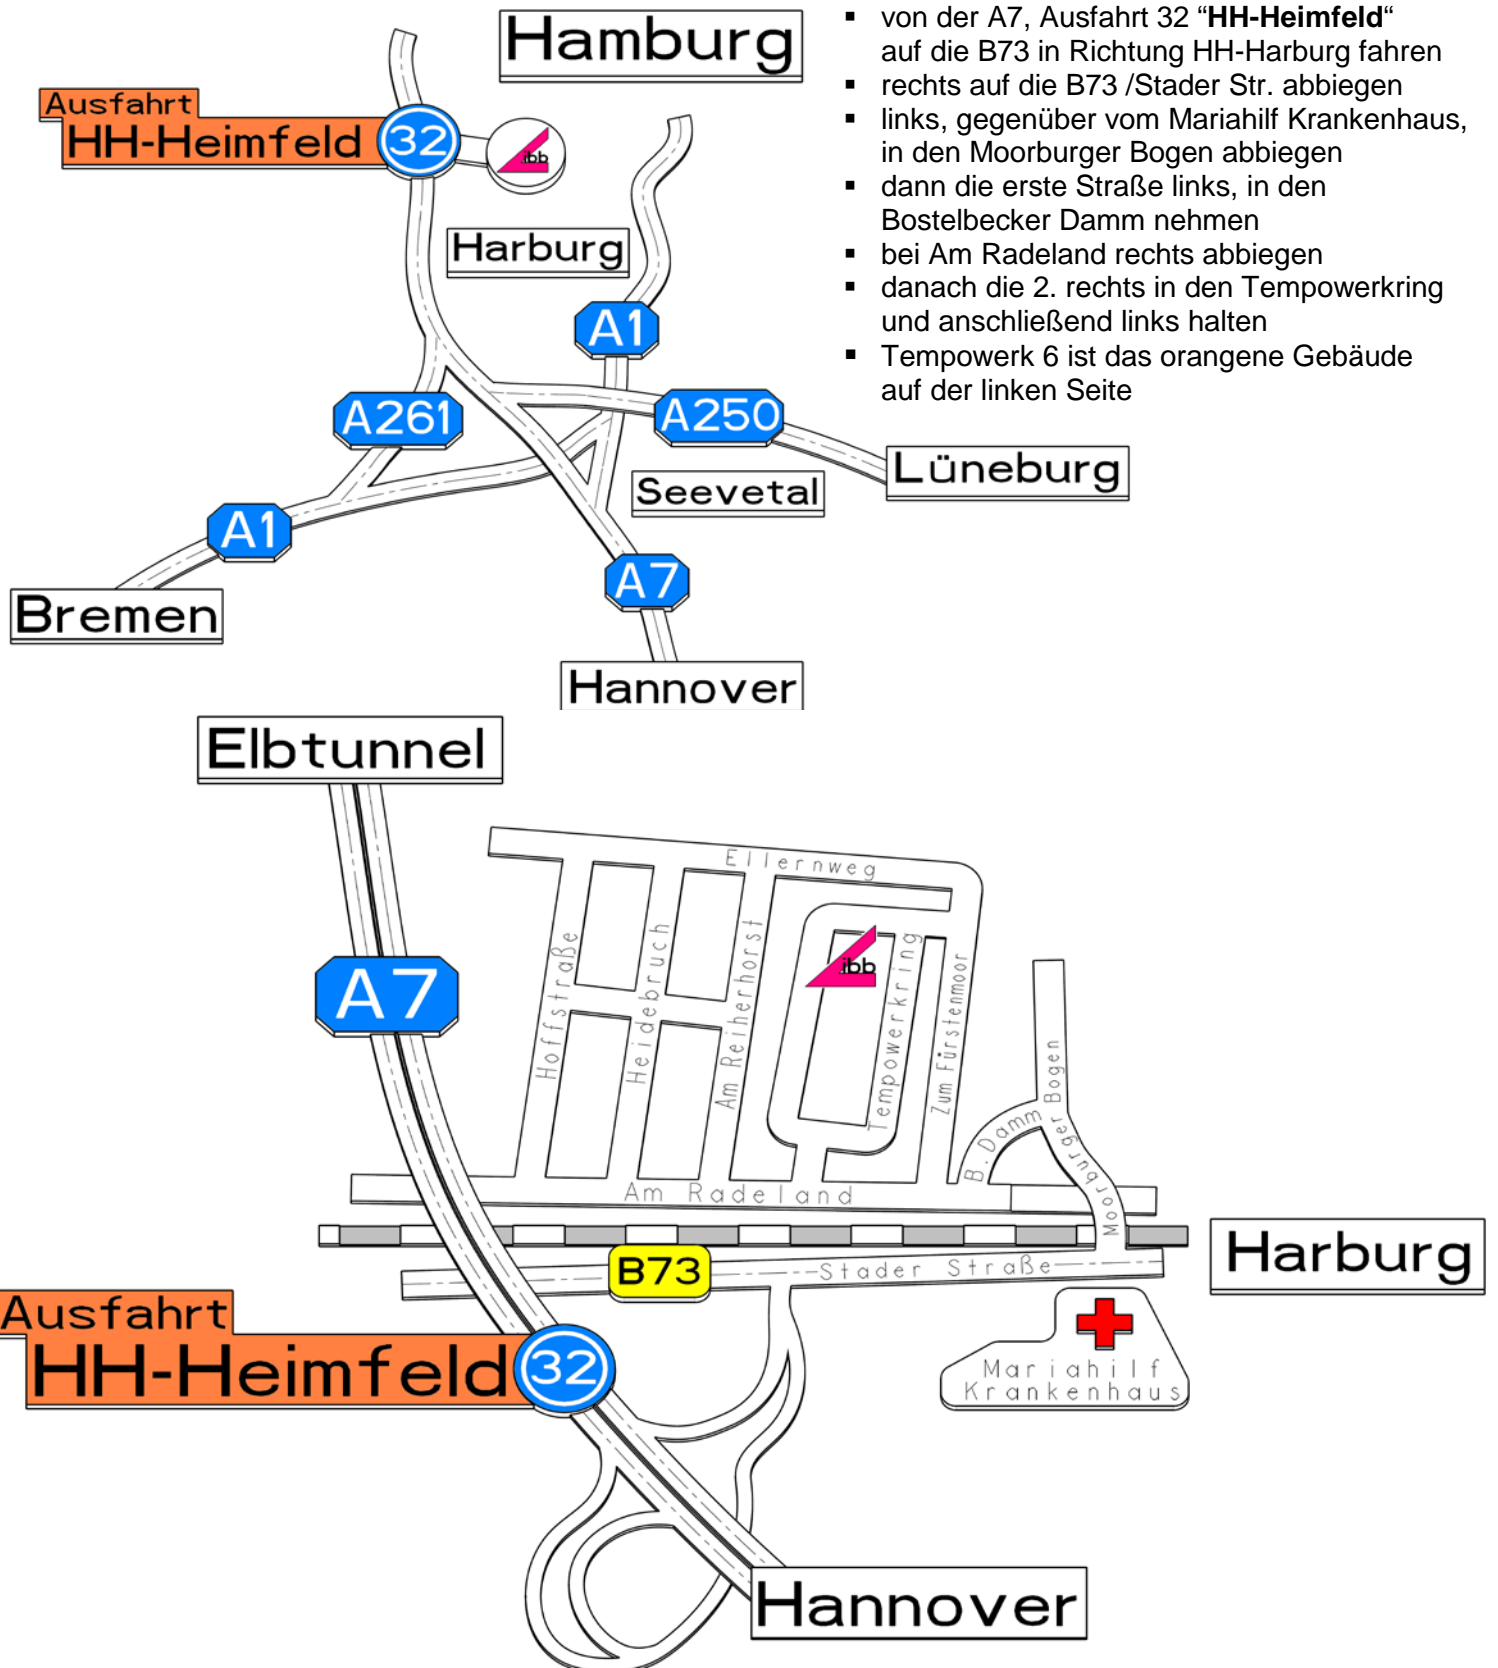 Hamburg
▪ von der A7, Ausfahrt 32 “HH-Heimfeld“
auf die B73 in Richtung HH-Harburg fahren
▪ rechts auf die B73 /Stader Str. abbiegen
▪ links, gegenüber vom Mariahilf Krankenhaus,
in den Moorburger Bogen abbiegen
▪ dann die erste Straße links, in den
Bostelbecker Damm nehmen
▪ bei Am Radeland rechts abbiegen
▪ danach die 2. rechts in den Tempowerkring
und anschließend links halten
▪ Tempowerk 6 ist das orangene Gebäude
auf der linken Seite
Ausfahrt
HH-Heimfeld
32
ibb
Harburg
A1
A261
A250
Lüneburg
Seevetal
A1
A7
Bremen
Hannover
Elbtunnel
Ellernweg
A7
Hoffstraße
Heidebruch
Am Reiherhorst
ibb
Tempowerkring
Zum Fürstenmoor
B. Damm
Moorburger Bogen
Am Radeland
Harburg
B73
Stader Straße
Ausfahrt
HH-Heimfeld
32
Mariahilf
Krankenhaus
Hannover